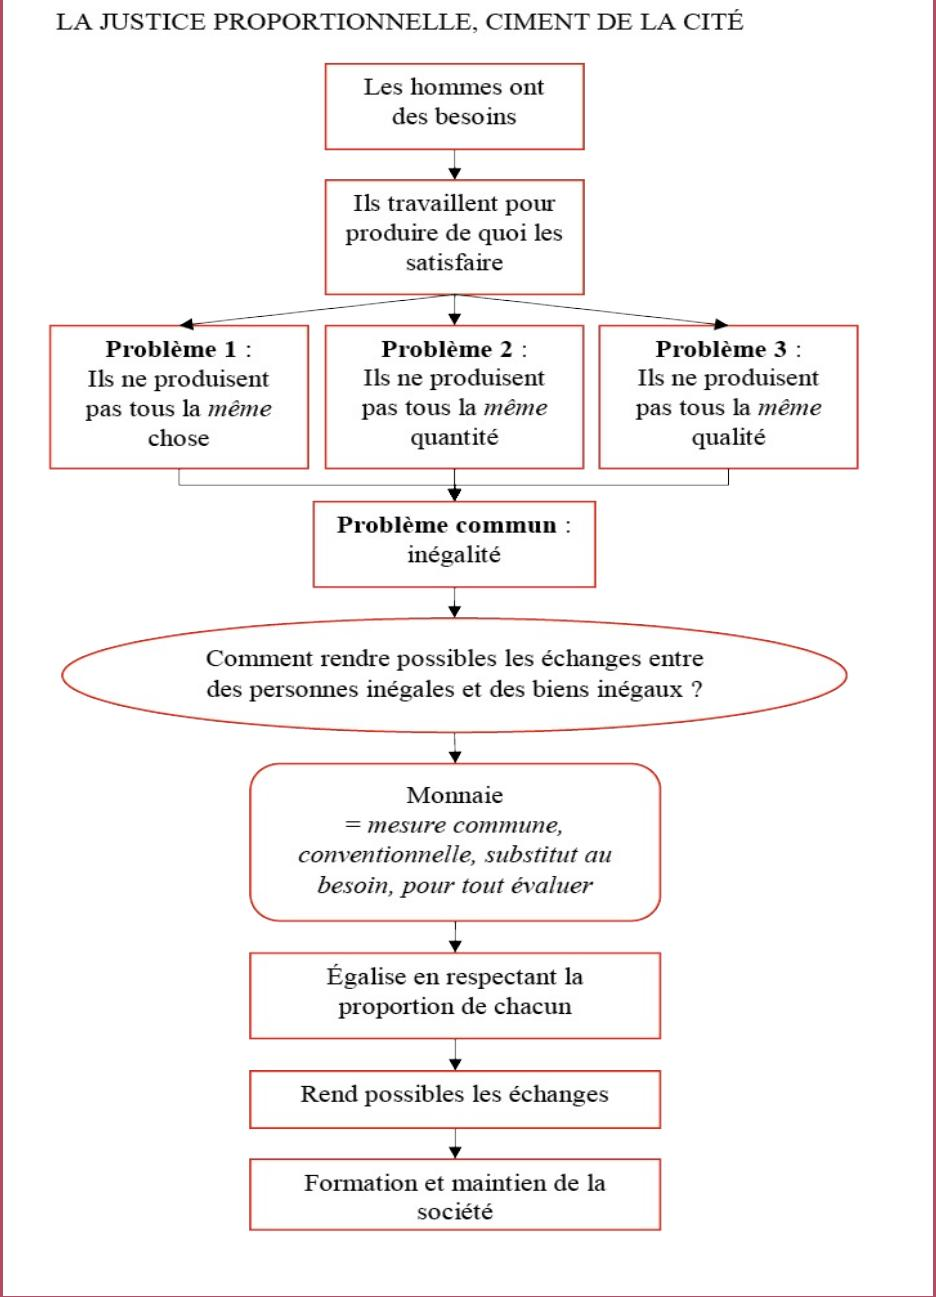 LA JUSTICE PROPORTIONNELLE, CIMENT DE LA CITÉ
Les hommes ont
des besoins
Ils travaillent pour
produire de quoi les
satisfaire
Problème 1 :
Ils ne produisent
pas tous la même
chose
Problème 2 :
Ils ne produisent
pas tous la même
quantité
Problème 3 :
Ils ne produisent
pas tous la même
qualité
Problème commun :
inégalité
Comment rendre possibles les échanges entre
des personnes inégales et des biens inégaux ?
Monnaie
= mesure commune,
conventionnelle, substitut au
besoin, pour tout évaluer
Égalise en respectant la
proportion de chacun
Rend possibles les échanges
Formation et maintien de la
société